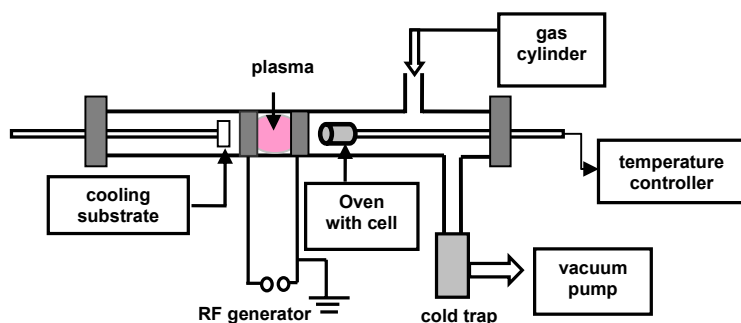 gas
cylinder
plasma
cooling
substrate
Oven
with cell
temperature
controller
RF generator
cold trap
vacuum
pump